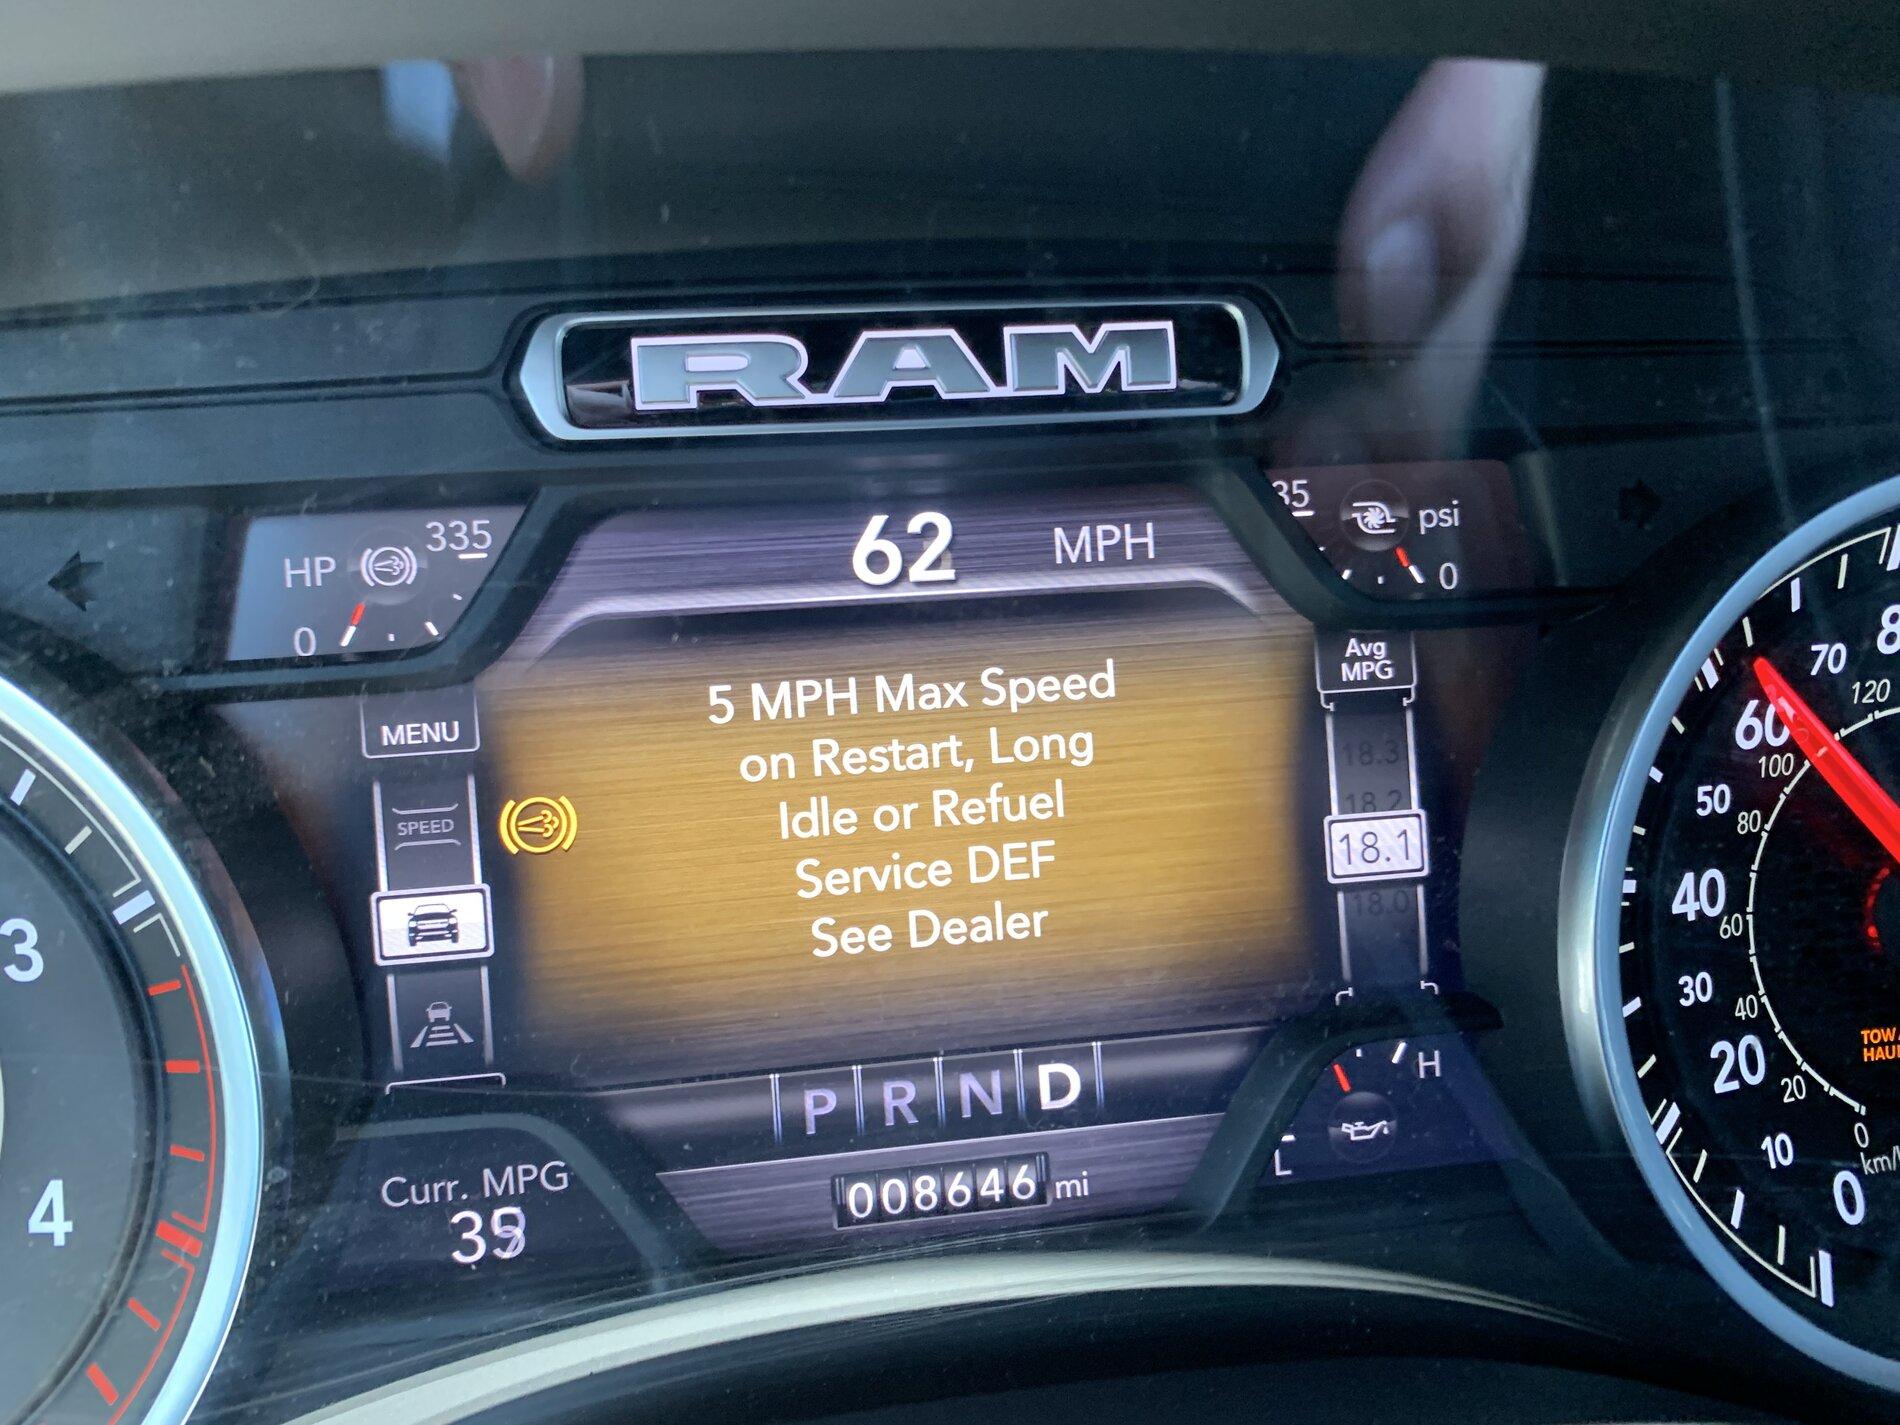 RAM
335
HP
0
62 MPH
35
psi
0
MENU
SPEED
5 MPH Max Speed
on Restart, Long
Idle or Refuel
Service DEF
See Dealer
Avg
MPG
18.3
18.2
18.1
18.0
P R N D
Curr. MPG
008646 mi
H
L
3
4
70
60
50
40
30
20
10
0
120
100
80
60
40
20
0